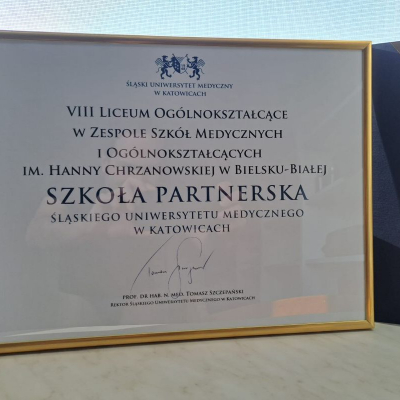 ŚLĄSKI UNIWERSYTET MEDYCZNY
W KATOWICACH
VIII LICEUM OGÓLNOKSZTAŁCĄCE
W ZESPOLE SZKÓŁ MEDYCZNYCH
I OGÓLNOKSZTAŁCĄCYCH
IM. HANNY CHRZANOWSKIEJ W BIELSKU-BIAŁEJ
SZKOŁA PARTNERSKA
ŚLĄSKIEGO UNIWERSYTETU MEDYCZNEGO
W KATOWICACH
PROF. DR HAB. N. MED. TOMASZ SZCZEPAŃSKI
REKTOR ŚLĄSKIEGO UNIWERSYTETU MEDYCZNEGO W KATOWICACH